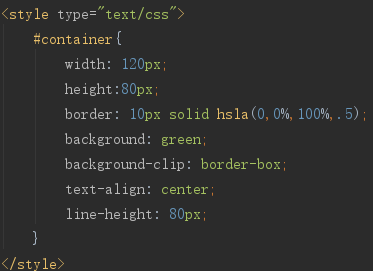 <style type="text/css">
#container{
width: 120px;
height:80px;
border: 10px solid hsla(0,0%,100%,.5);
background: green;
background-clip: border-box;
text-align: center;
line-height: 80px;
}
</style>